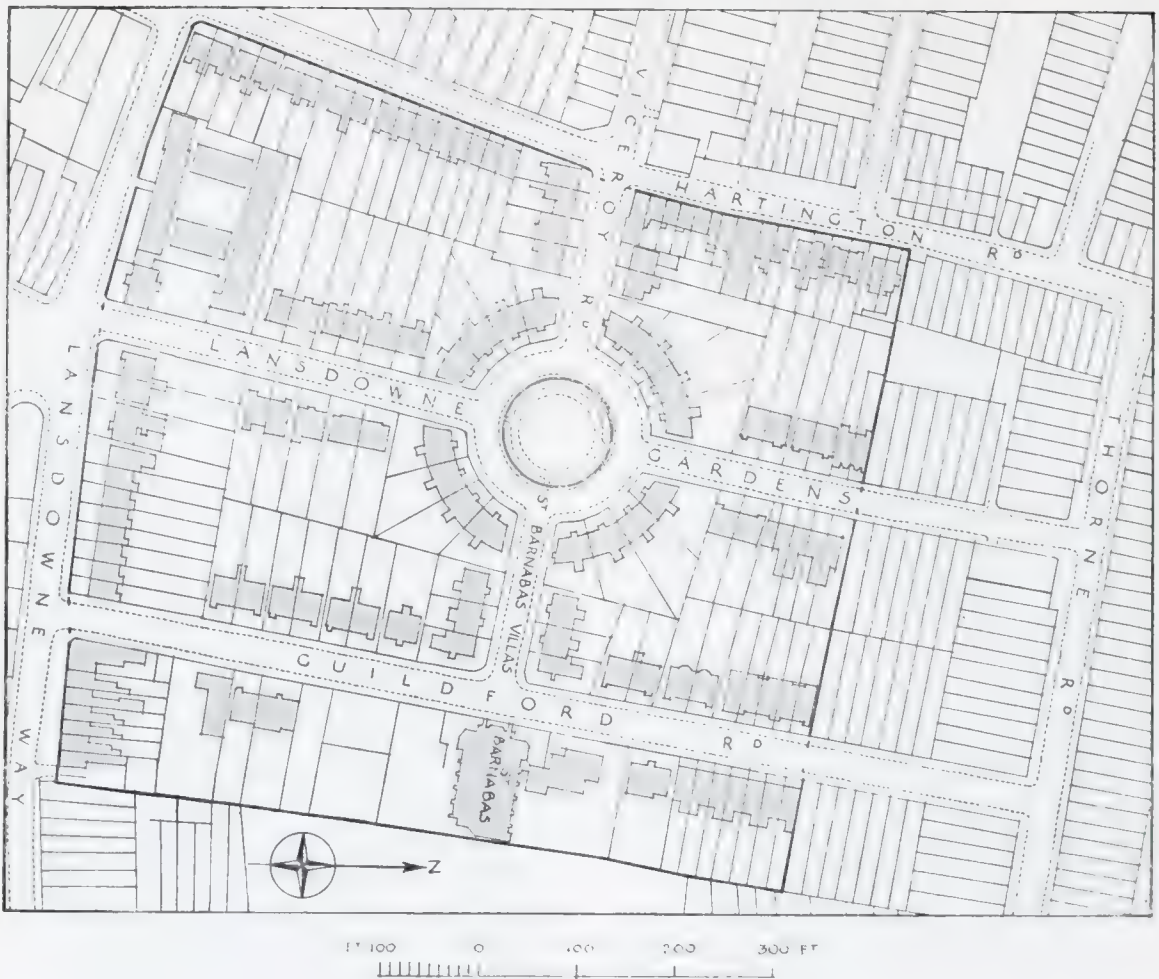 VICEROY RD
HARTINGTON RD
LANSDOWNE GARDENS
THORNE RD
LANSDOWNE WAY
ST BARNABAS VILLAS
GUILDFORD RD
ST BARNABAS
N
FT 100 0 100 200 300 FT